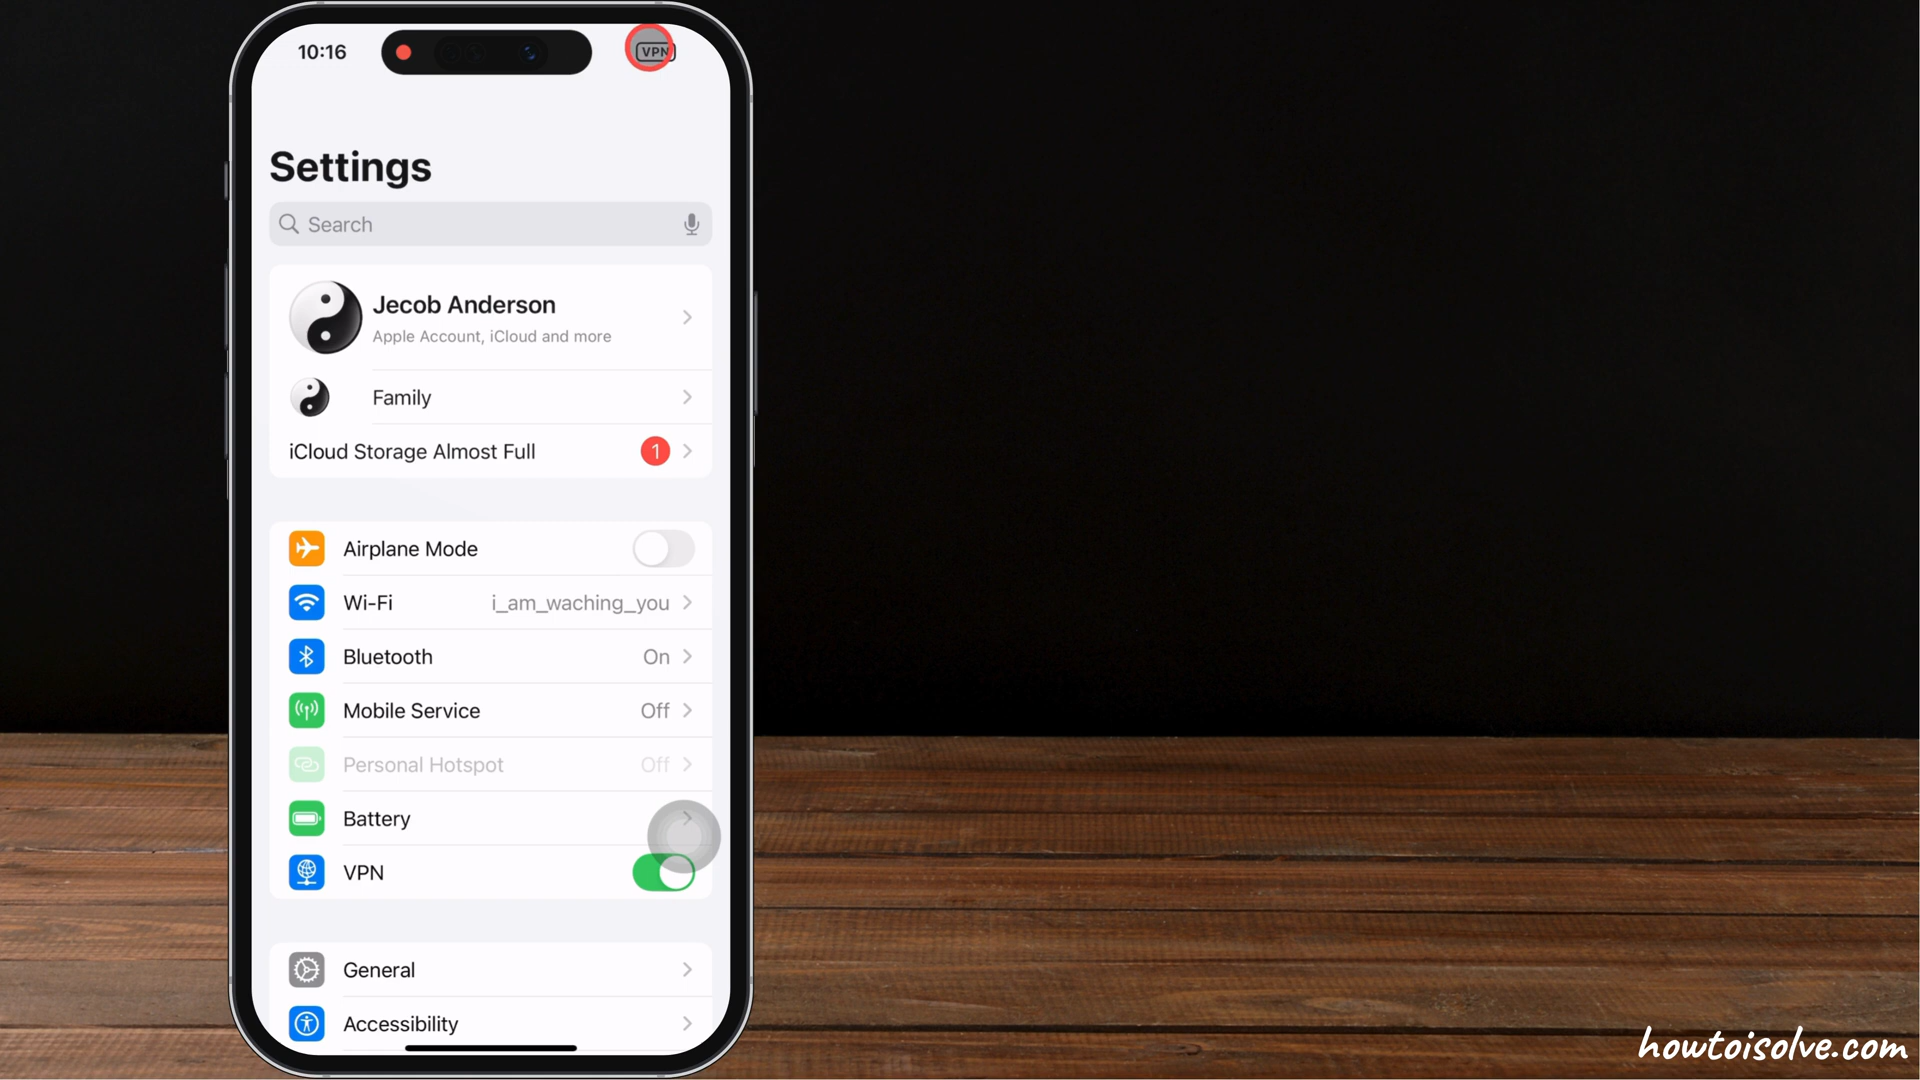 10:16
VPN
Settings
Search
Jecob Anderson
Apple Account, iCloud and more
Family
iCloud Storage Almost Full
1
Airplane Mode
Wi-Fi
i_am_waching_you
Bluetooth
On
Mobile Service
Off
Personal Hotspot
Off
Battery
VPN
General
Accessibility
howtoisolve.com